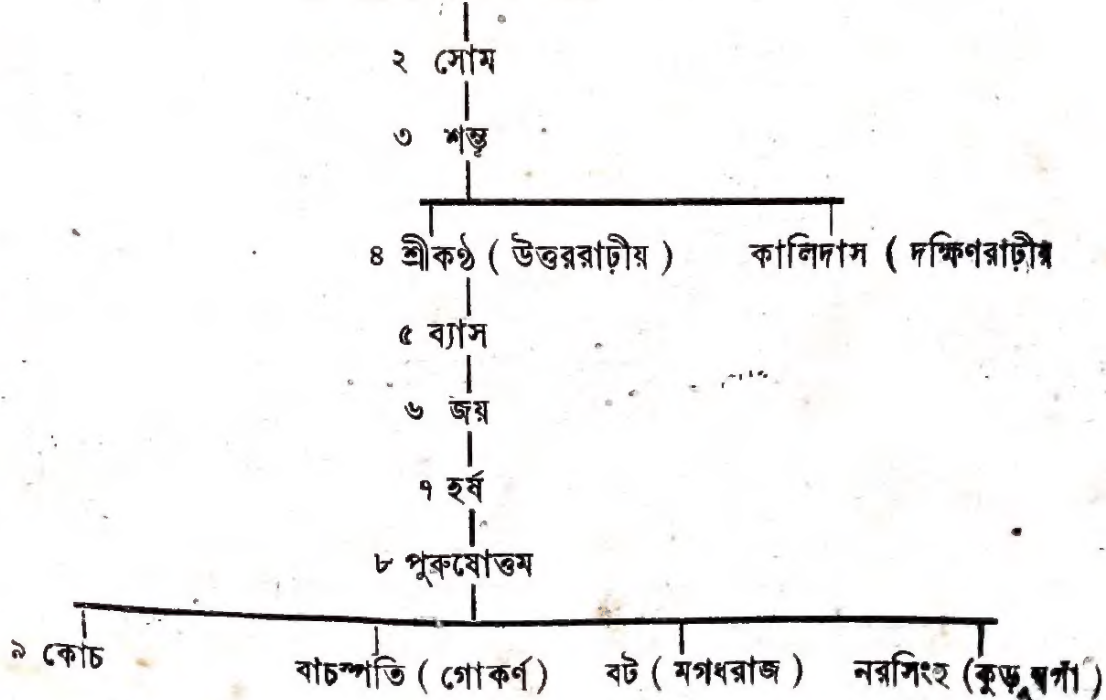 ২ সোম
৩ শম্ভূ
৪ শ্রীকণ্ঠ ( উত্তররাঢ়ীয় ) কালিদাস ( দক্ষিণরাঢ়ীয়
৫ ব্যাস
৬ জয়
৭ হর্ষ
৮ পুরুষোত্তম
৯ কোচ বাচস্পতি ( গোকর্ণ ) বট ( মগধরাজ ) নরসিংহ